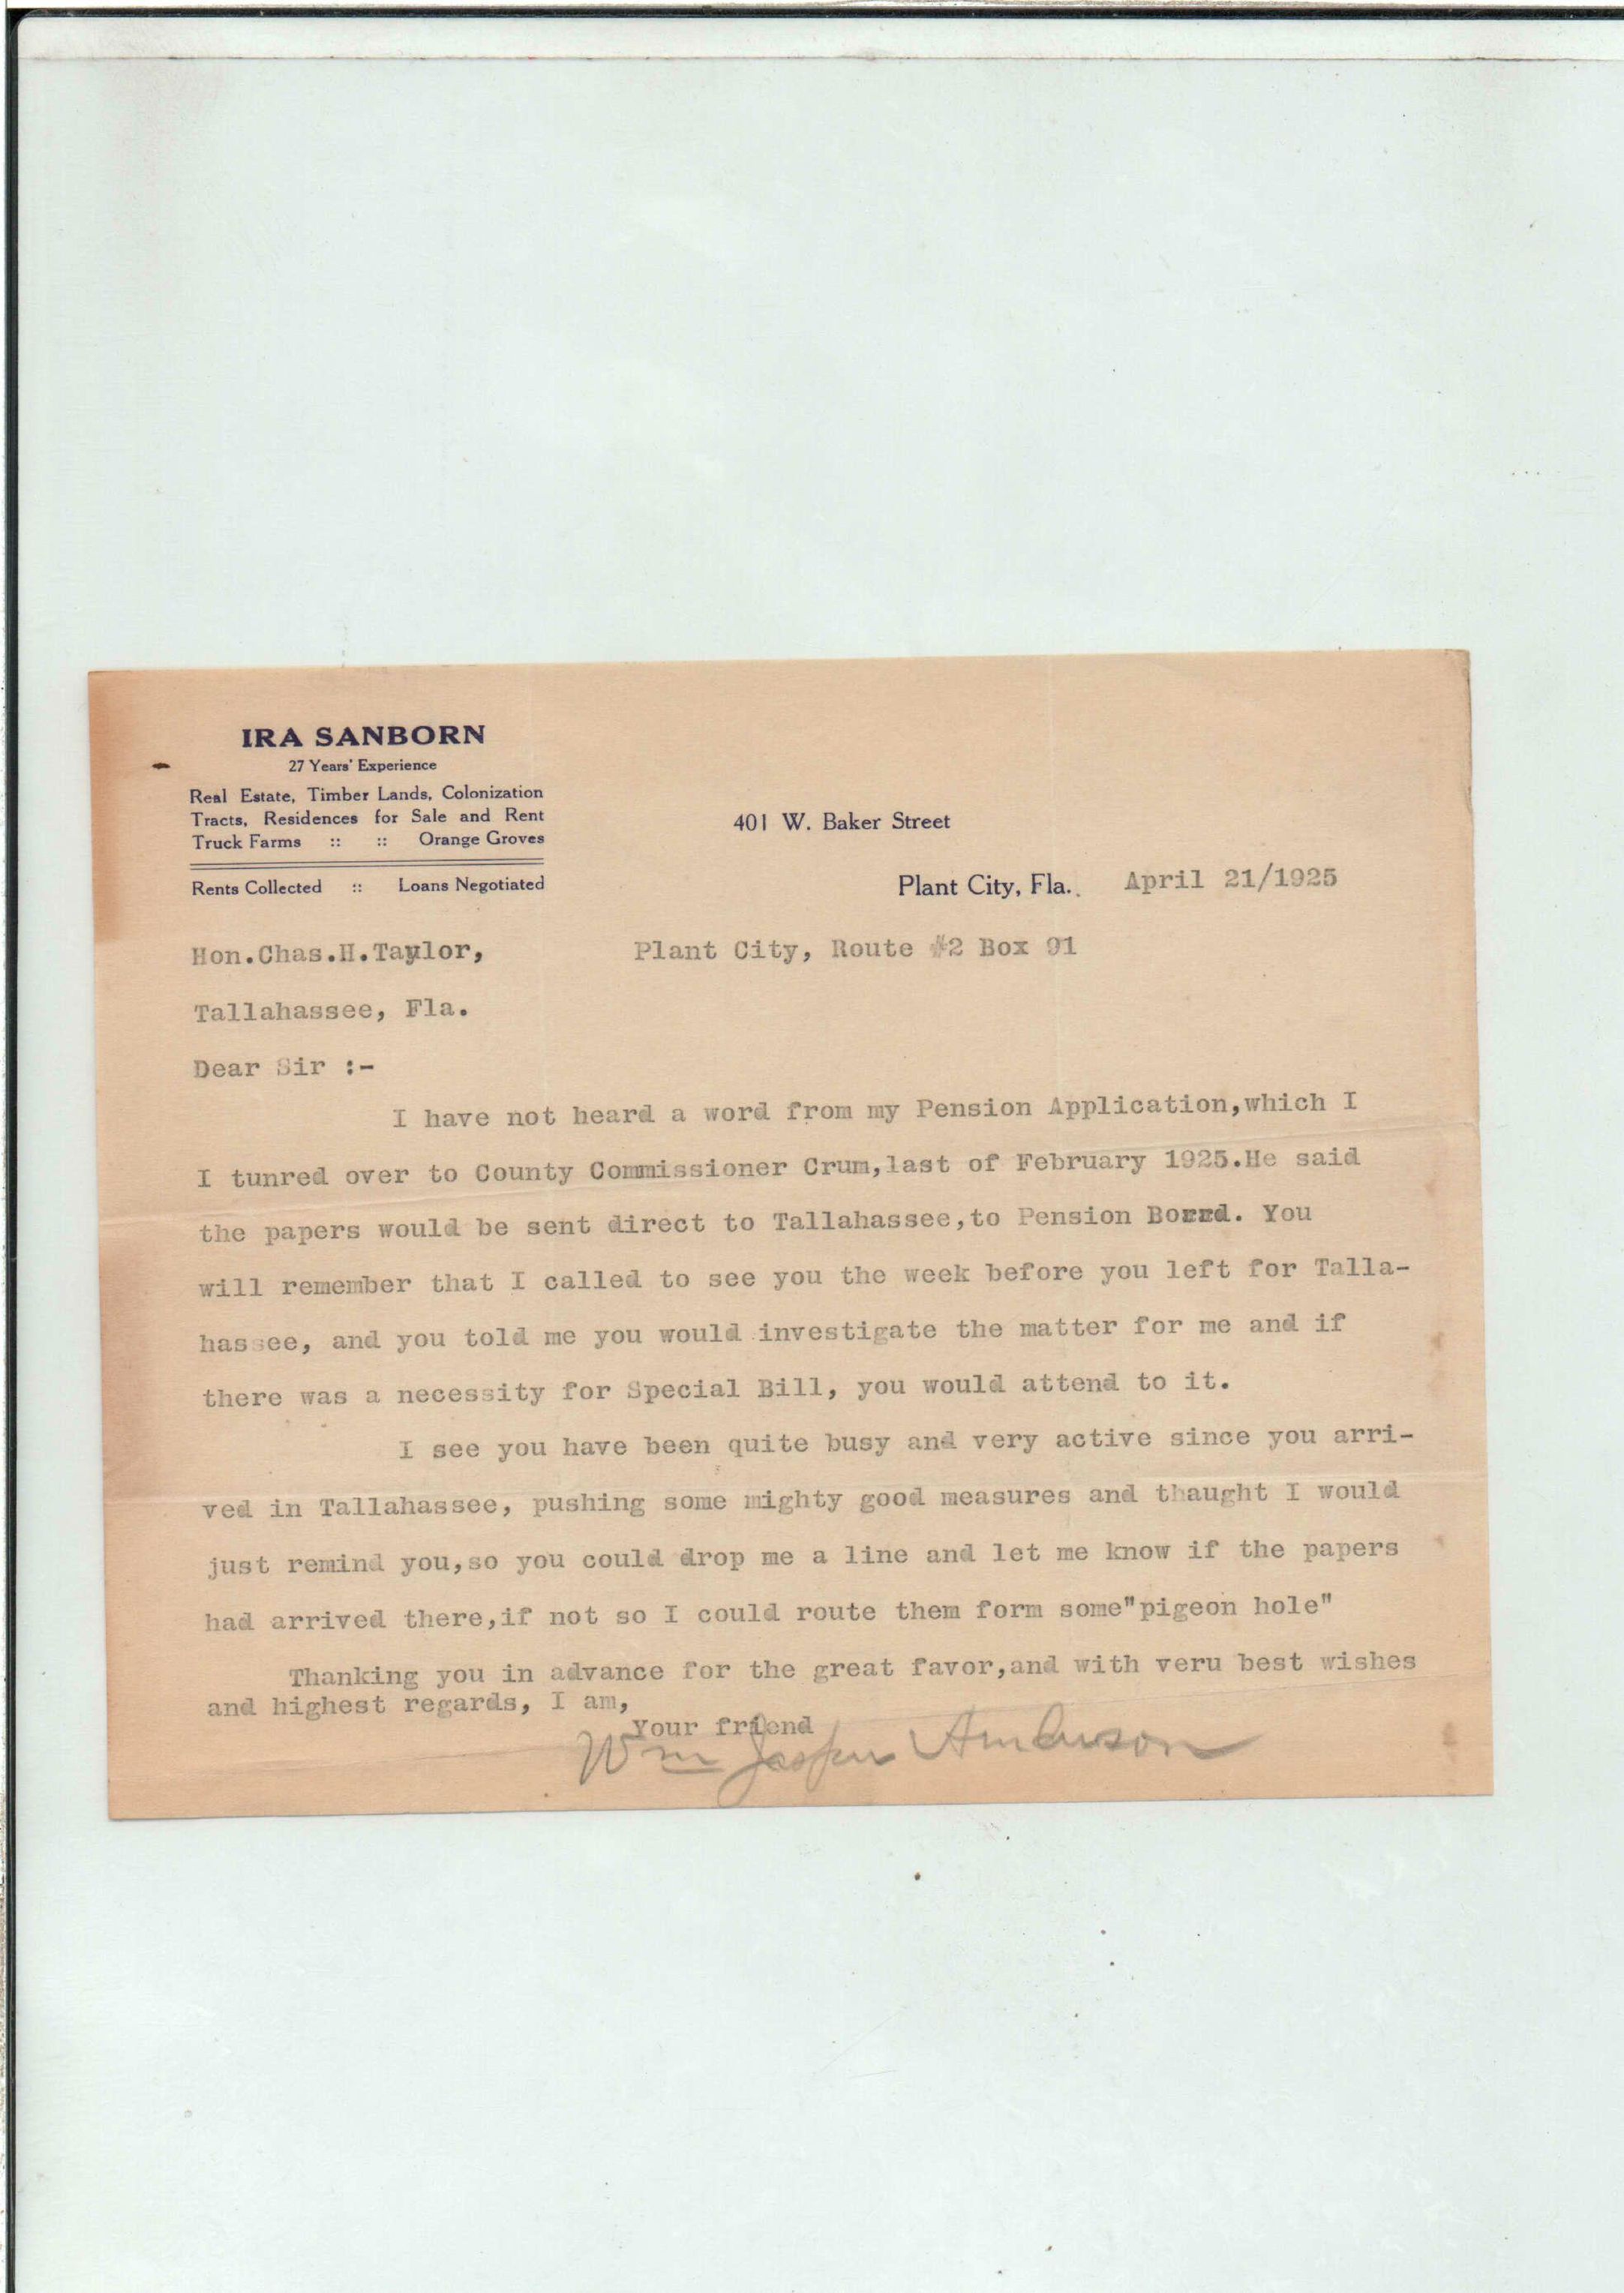 IRA SANBORN
27 Years' Experience
Real Estate, Timber Lands, Colonization
Tracts, Residences for Sale and Rent
Truck Farms :: :: Orange Groves
Rents Collected :: Loans Negotiated
401 W. Baker Street
Plant City, Fla. April 21/1925
Hon.Chas.H.Taylor, Plant City, Route #2 Box 91
Tallahassee, Fla.
Dear Sir :-
I have not heard a word from my Pension Application,which I
I tunred over to County Commissioner Crum,last of February 1925.He said
the papers would be sent direct to Tallahassee,to Pension Borrd. You
will remember that I called to see you the week before you left for Talla-
hassee, and you told me you would investigate the matter for me and if
there was a necessity for Special Bill, you would attend to it.
I see you have been quite busy and very active since you arri-
ved in Tallahassee, pushing some mighty good measures and thaught I would
just remind you,so you could drop me a line and let me know if the papers
had arrived there,if not so I could route them form some"pigeon hole"
Thanking you in advance for the great favor,and with veru best wishes
and highest regards, I am,
Your friend
Wm Jasper